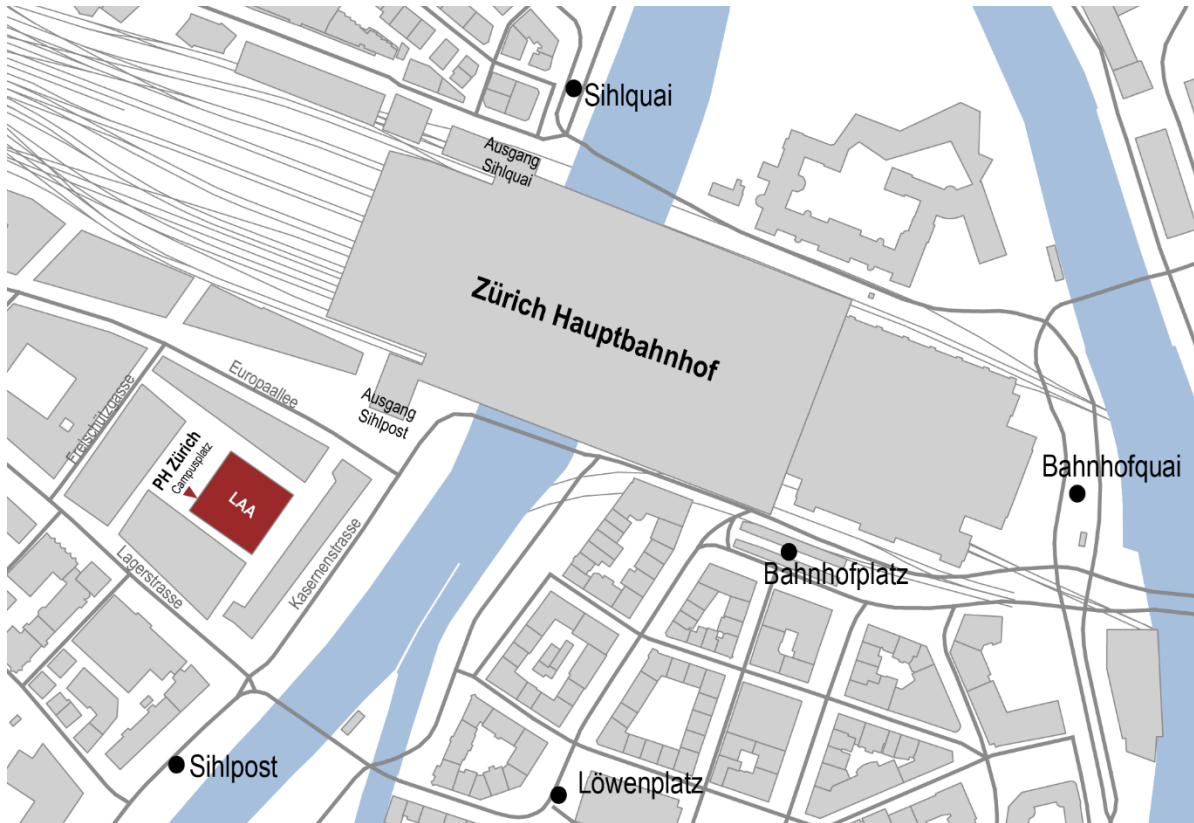 Sihlquai
Ausgang
Sihlquai
Zürich Hauptbahnhof
Europaallee
Ausgang
Sihlpost
Freischützgasse
PH Zürich
Campusplatz
LAA
Bahnhofquai
Lagerstrasse
Kasernenstrasse
Bahnhofplatz
Sihlpost
Löwenplatz